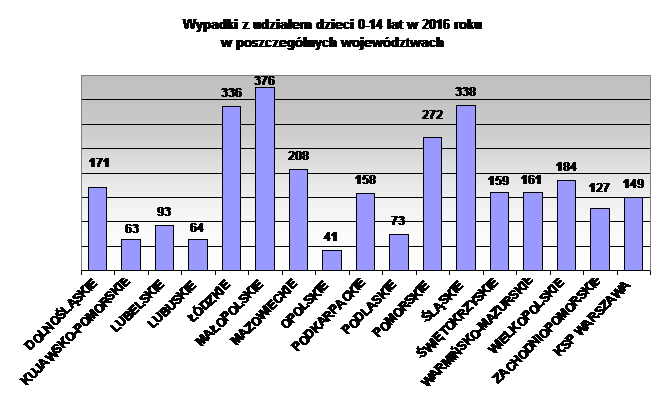 Wypadki z udziałem dzieci 0-14 lat w 2016 roku
w poszczególnych województwach
171
63
93
64
336
376
208
41
158
73
272
338
159
161
184
127
149
DOLNOŚLĄSKIE
KUJAWSKO-POMORSKIE
LUBELSKIE
LUBUSKIE
ŁÓDZKIE
MAŁOPOLSKIE
MAZOWIECKIE
OPOLSKIE
PODKARPACKIE
PODLASKIE
POMORSKIE
ŚLĄSKIE
ŚWIĘTOKRZYSKIE
WARMIŃSKO-MAZURSKIE
WIELKOPOLSKIE
ZACHODNIOPOMORSKIE
KSP WARSZAWA